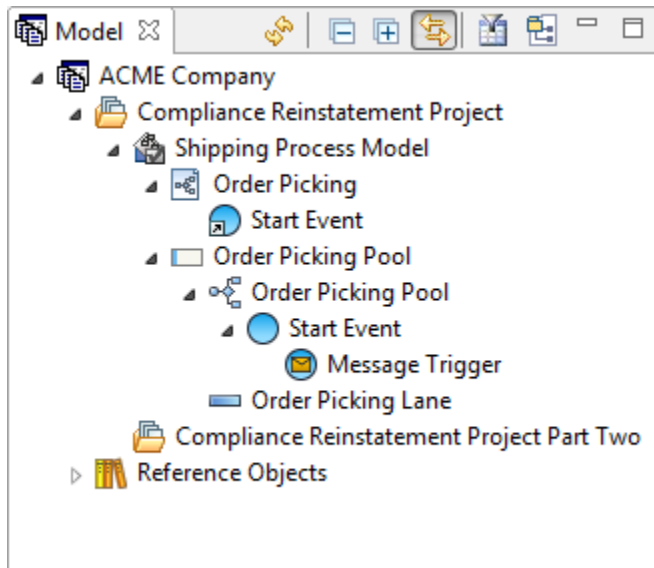 Model
ACME Company
Compliance Reinstatement Project
Shipping Process Model
Order Picking
Start Event
Order Picking Pool
Order Picking Pool
Start Event
Message Trigger
Order Picking Lane
Compliance Reinstatement Project Part Two
Reference Objects